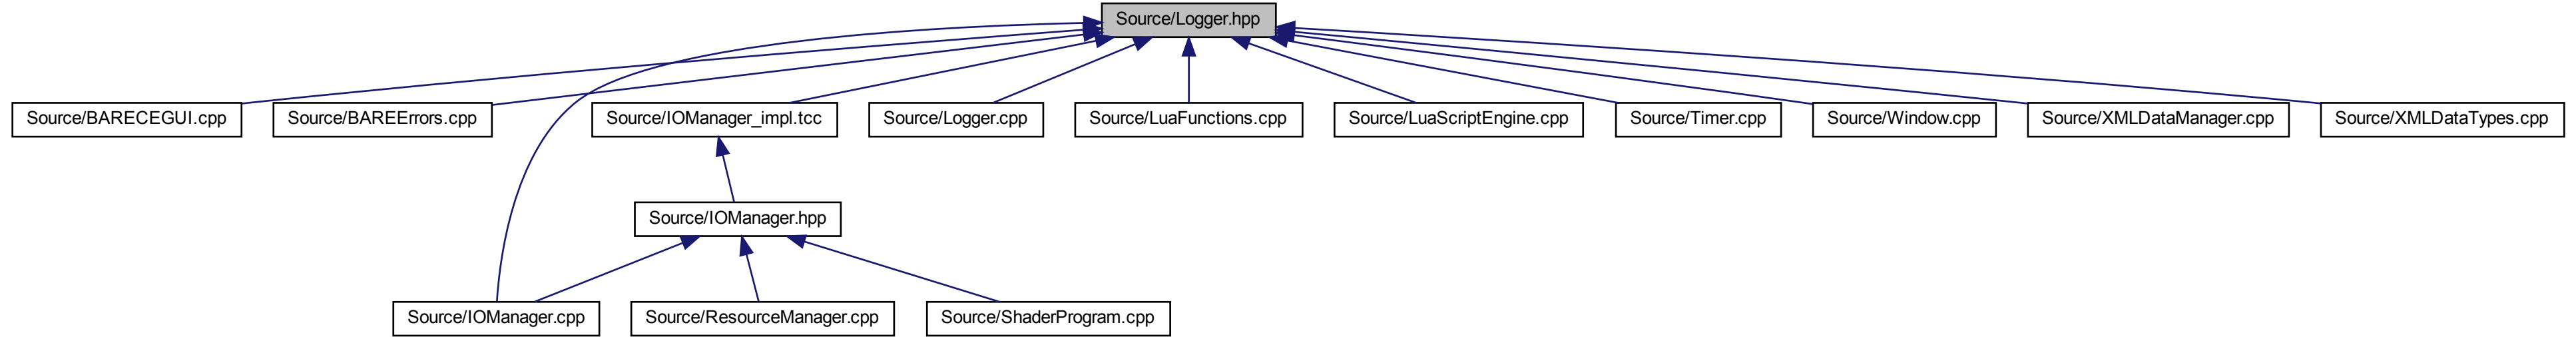 Source/Logger.hpp
Source/BARECEGUI.cpp
Source/BAREErrors.cpp
Source/IOManager_impl.tcc
Source/Logger.cpp
Source/LuaFunctions.cpp
Source/LuaScriptEngine.cpp
Source/Timer.cpp
Source/Window.cpp
Source/XMLDataManager.cpp
Source/XMLDataTypes.cpp
Source/IOManager.hpp
Source/IOManager.cpp
Source/ResourceManager.cpp
Source/ShaderProgram.cpp